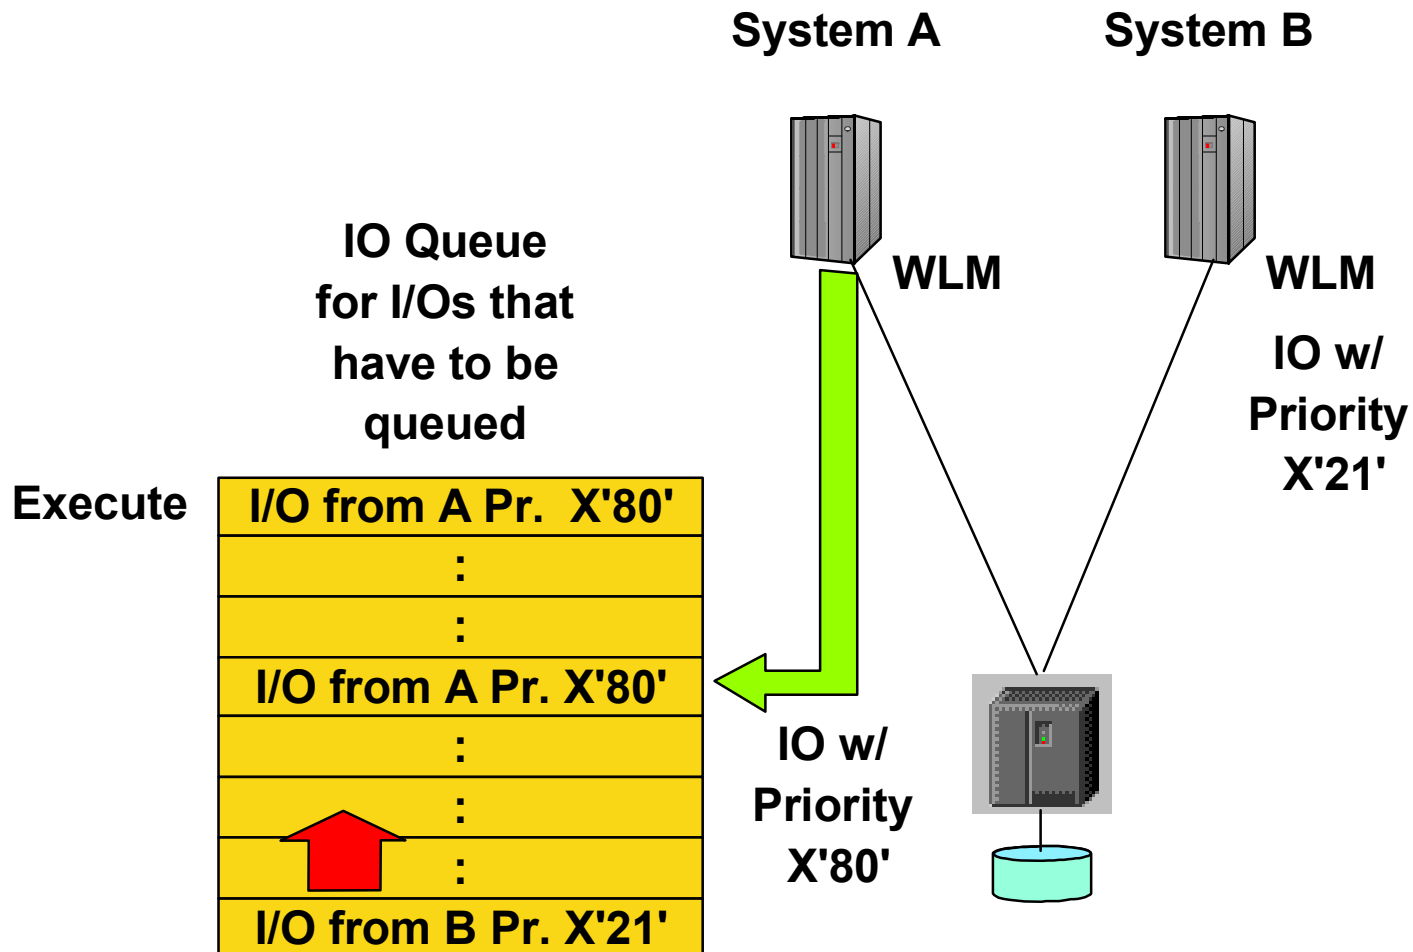 System A
System B
IO Queue
for I/Os that
have to be
queued
WLM
WLM
IO w/
Priority
X'21'
Execute
I/O from A Pr.  X'80'
:
:
I/O from A Pr. X'80'
:
:
:
I/O from B Pr. X'21'
IO w/
Priority
X'80'